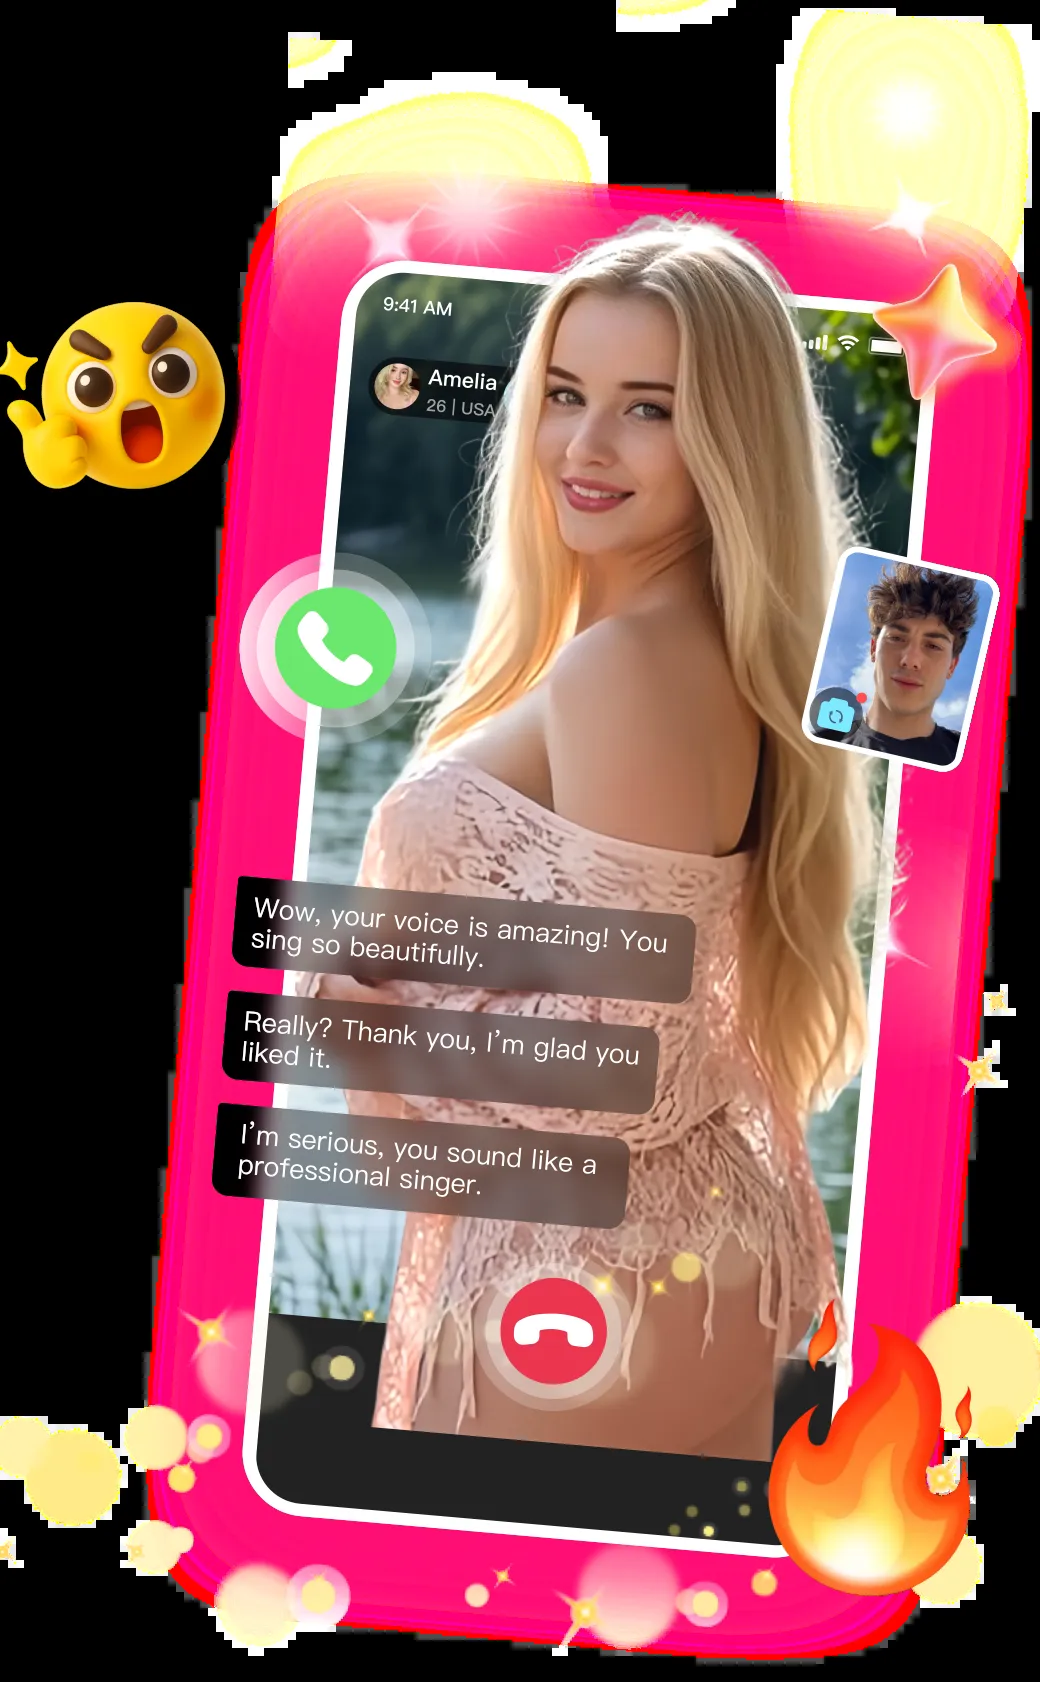 9:41 AM
Amelia
26 | USA
Wow, your voice is amazing! You
sing so beautifully.
Really? Thank you, I'm glad you
liked it.
I'm serious, you sound like a
professional singer.